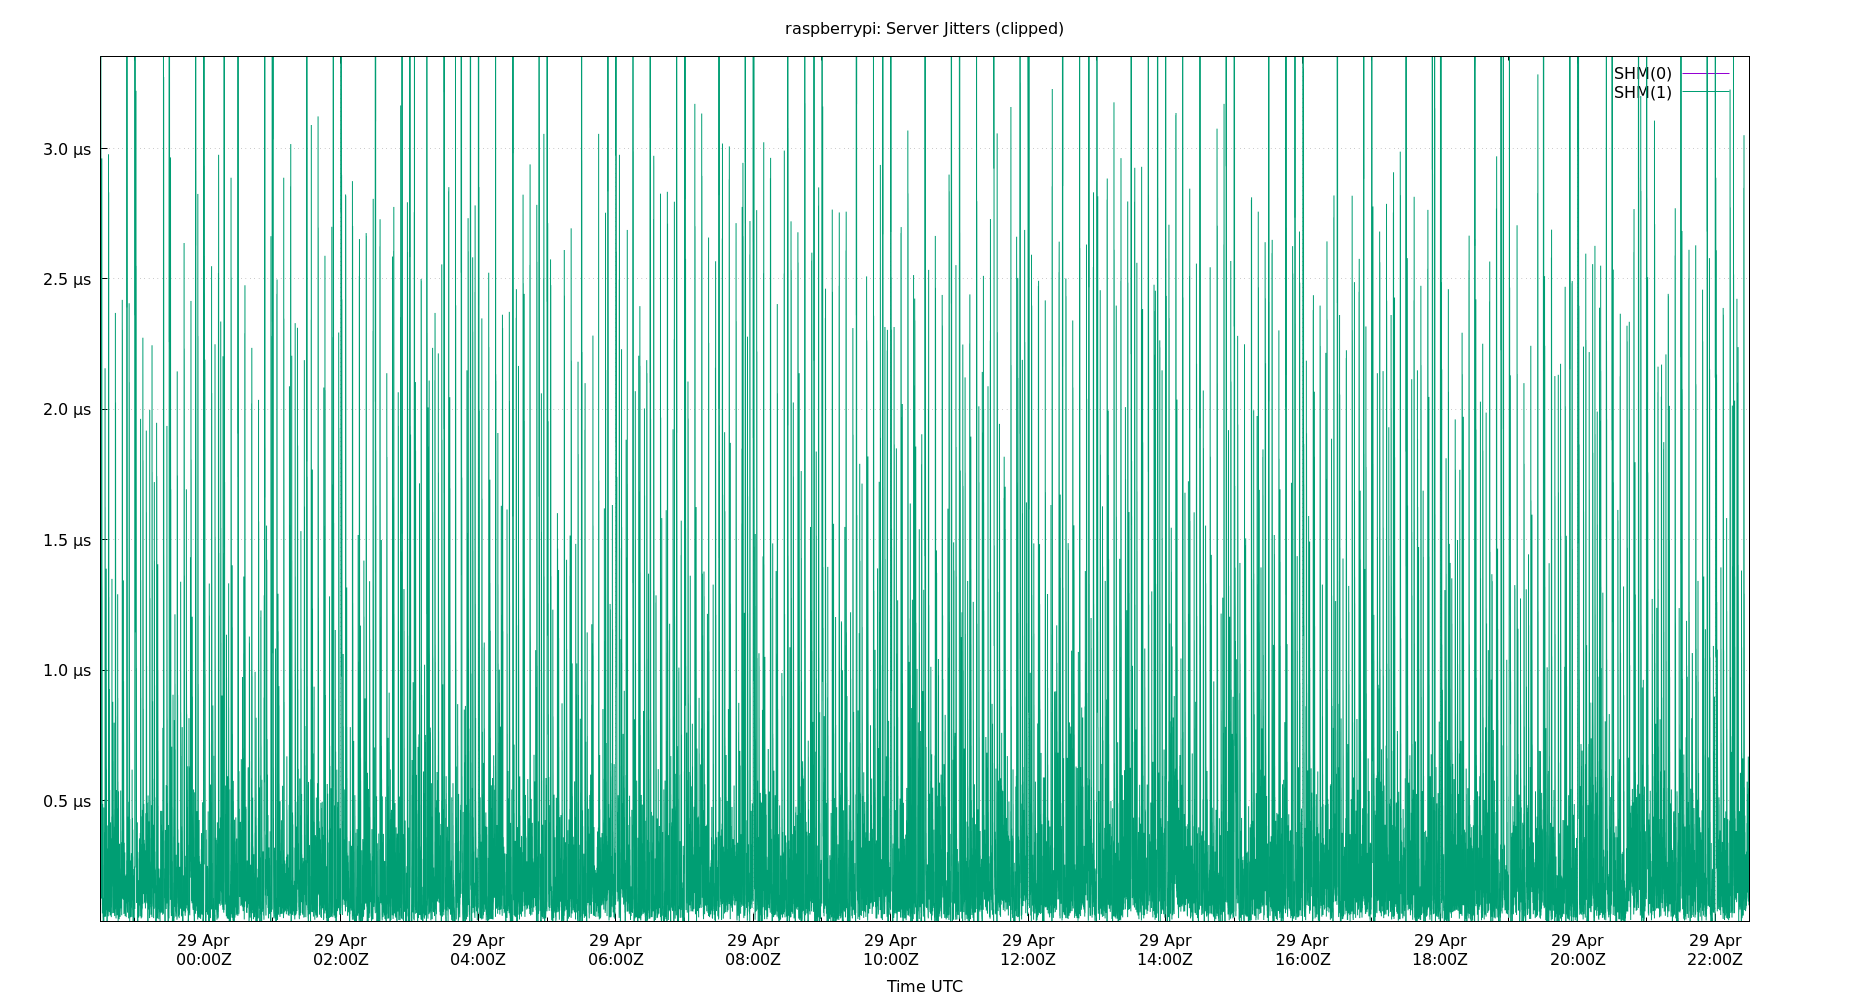 raspberrypi: Server Jitters (clipped)
SHM(0)
SHM(1)
3.0 µs
2.5 µs
2.0 µs
1.5 µs
1.0 µs
0.5 µs
29 Apr 29 Apr 29 Apr 29 Apr 29 Apr 29 Apr 29 Apr 29 Apr 29 Apr 29 Apr 29 Apr 29 Apr
00:00Z 02:00Z 04:00Z 06:00Z 08:00Z 10:00Z 12:00Z 14:00Z 16:00Z 18:00Z 20:00Z 22:00Z
Time UTC